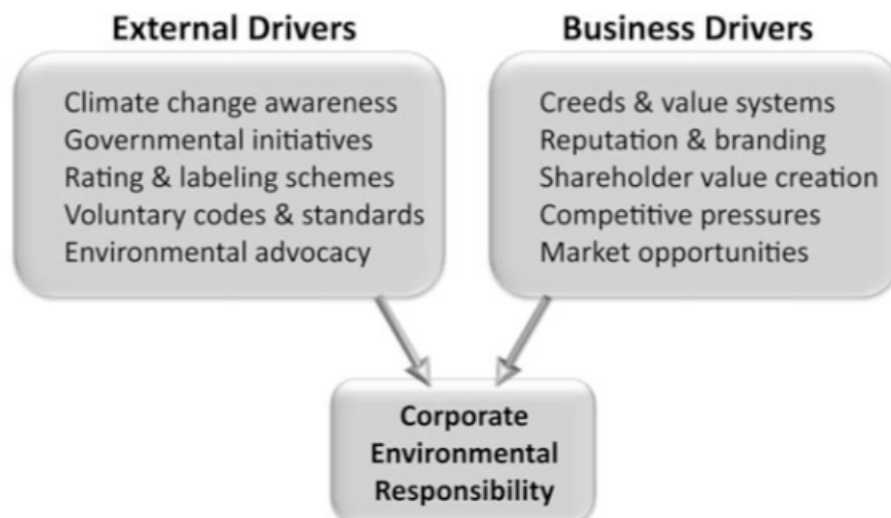 External Drivers
Climate change awareness
Governmental initiatives
Rating & labeling schemes
Voluntary codes & standards
Environmental advocacy
Business Drivers
Creeds & value systems
Reputation & branding
Shareholder value creation
Competitive pressures
Market opportunities
Corporate
Environmental
Responsibility